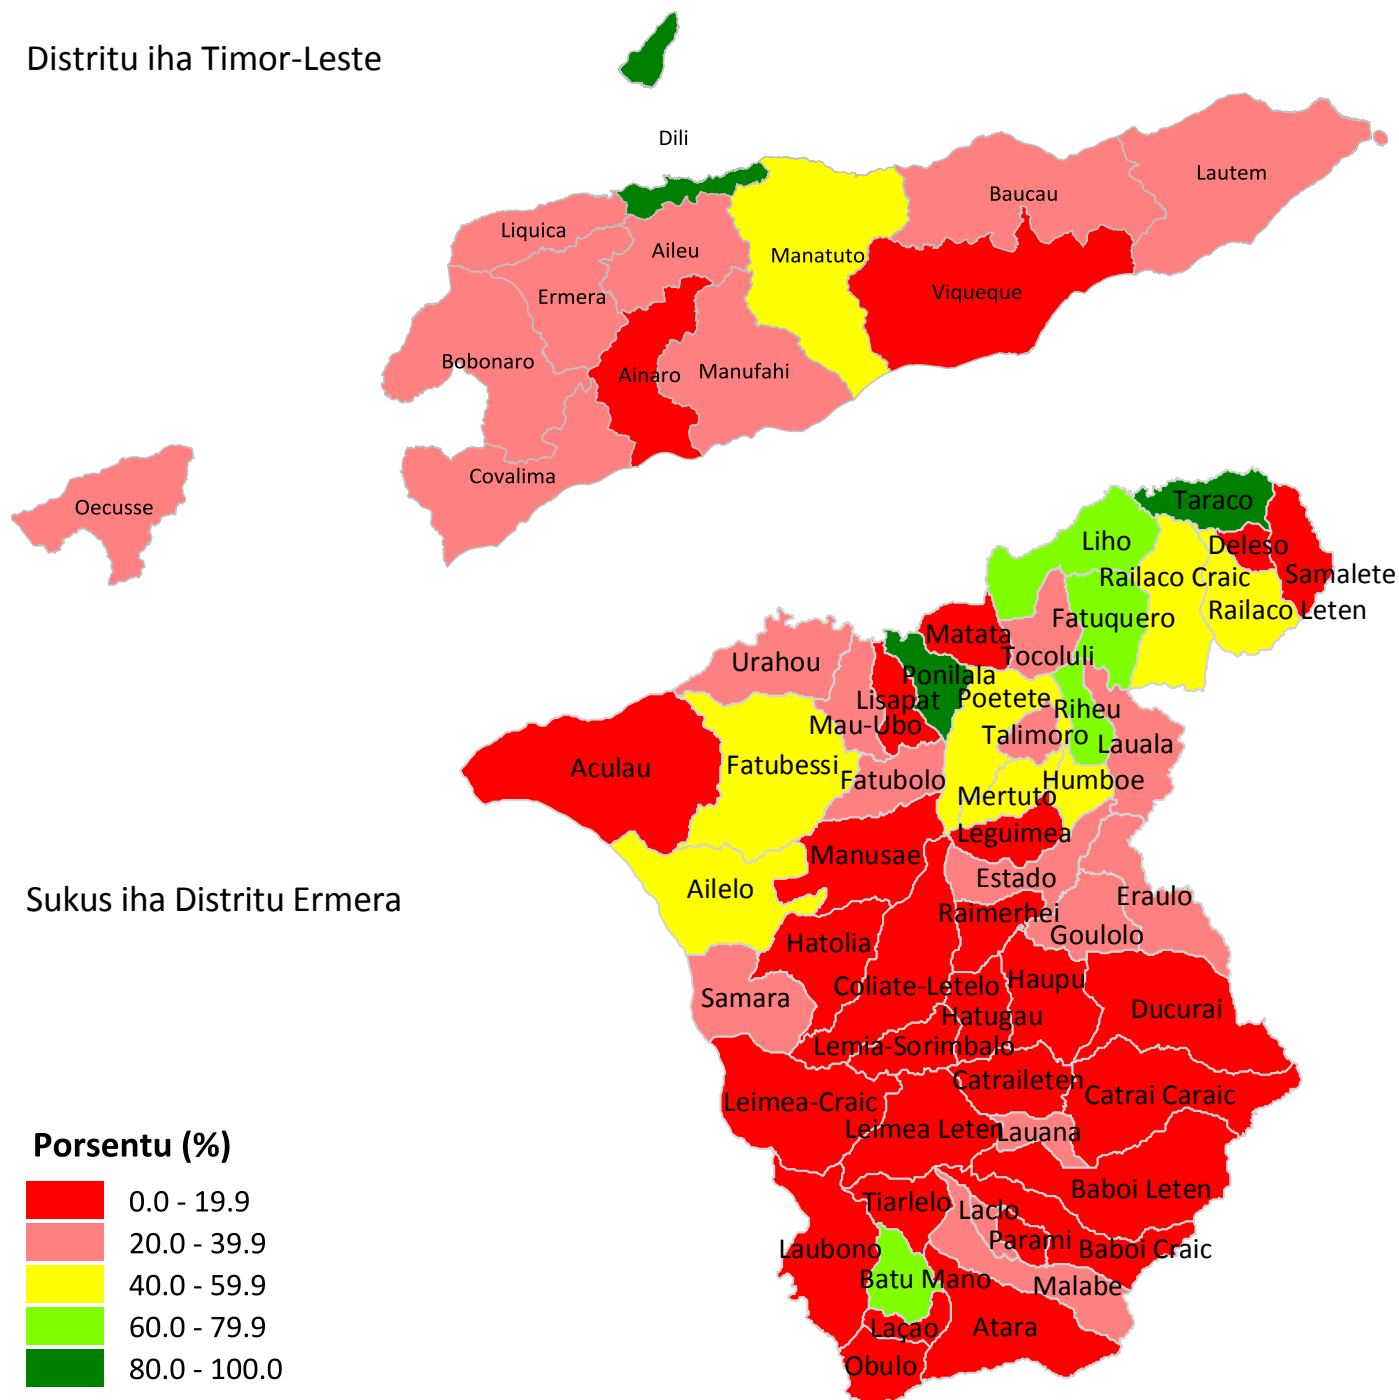 Distritu iha Timor-Leste
Dili
Lautem
Baucau
Liquica
Aileu
Manatuto
Viqueque
Ermera
Bobonaro
Ainaro
Manufahi
Covalima
Oecusse
Taraco
Liho
Deleso
Railaco Craic
Samalete
Railaco Leten
Fatuquero
Matata
Tocoluli
Urahou
Ponilala
Lisapat
Poetete
Riheu
Mau-Ubo
Talimoro
Lauala
Aculau
Fatubessi
Fatubolo
Humboe
Mertuto
Leguimea
Manusae
Estado
Ailelo
Eraulo
Sukus iha Distritu Ermera
Raimerhei
Goulolo
Hatolia
Haupu
Coliate-Letelo
Samara
Ducurai
Hatugau
Lemia-Sorimbalo
Catraileten
Catrai Caraic
Leimea-Craic
Leimea Leten
Lauana
Porsentu (%)
Baboi Leten
0.0 - 19.9
Tiarlelo
Laclo
Parami
20.0 - 39.9
Laubono
Baboi Craic
Batu Mano
Malabe
40.0 - 59.9
60.0 - 79.9
Laçao
Atara
80.0 - 100.0
Obulo